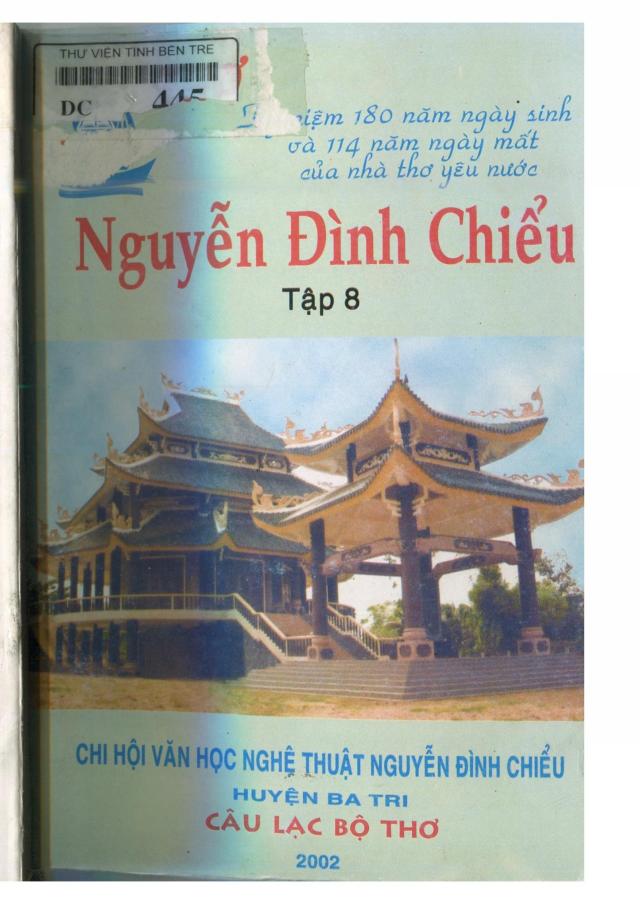 THƯ VIỆN TỈNH BẾN TRE
DC 445
niệm 180 năm ngày sinh
và 114 năm ngày mất
của nhà thơ yêu nước
Nguyễn Đình Chiểu
Tập 8
CHI HỘI VĂN HỌC NGHỆ THUẬT NGUYỄN ĐÌNH CHIỂU
HUYỆN BA TRI
CÂU LẠC BỘ THƠ
2002